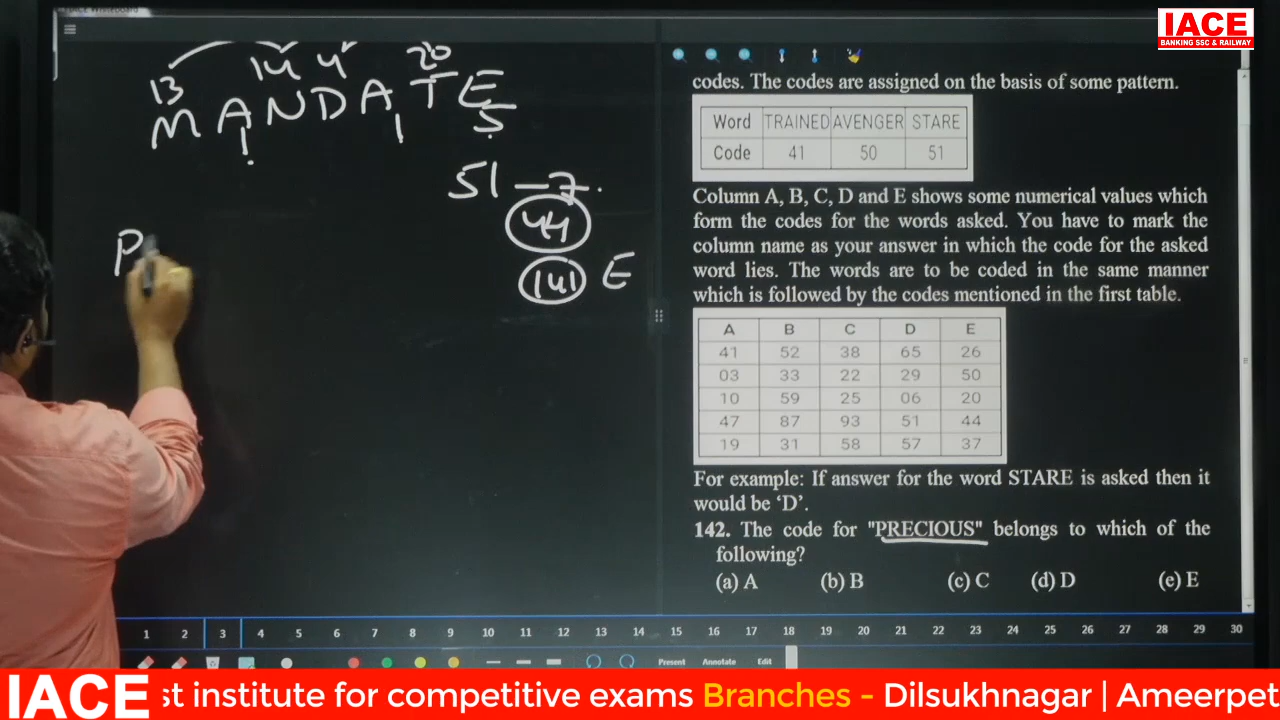 IACE
BANKING SSC & RAILWAY
13 14 4 20
M A N D A T E
1 1 5
51 - 7.
44
141 E
P
codes. The codes are assigned on the basis of some pattern.
Word TRAINED AVENGER STARE
Code 41 50 51
Column A, B, C, D and E shows some numerical values which
form the codes for the words asked. You have to mark the
column name as your answer in which the code for the asked
word lies. The words are to be coded in the same manner
which is followed by the codes mentioned in the first table.
A B C D E
41 52 38 65 26
03 33 22 29 50
10 59 25 06 20
47 87 93 51 44
19 31 58 57 37
For example: If answer for the word STARE is asked then it
would be ‘D’.
142. The code for "PRECIOUS" belongs to which of the
following?
(a) A (b) B (c) C (d) D (e) E
1 2 3 4 5 6 7 8 9 10 11 12 13 14 15 16 17 18 19 20 21 22 23 24 25 26 27 28 29 30
Present Annotate Edit
IACE st institute for competitive exams Branches - Dilsukhnagar | Ameerpet